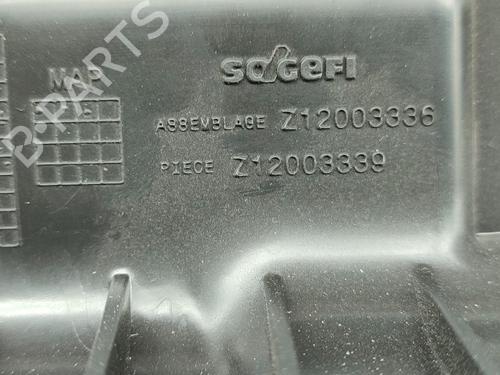 B-PARTS
MAP
SOGEFI
ASSEMBLAGE Z12003336
PIECE Z12003339